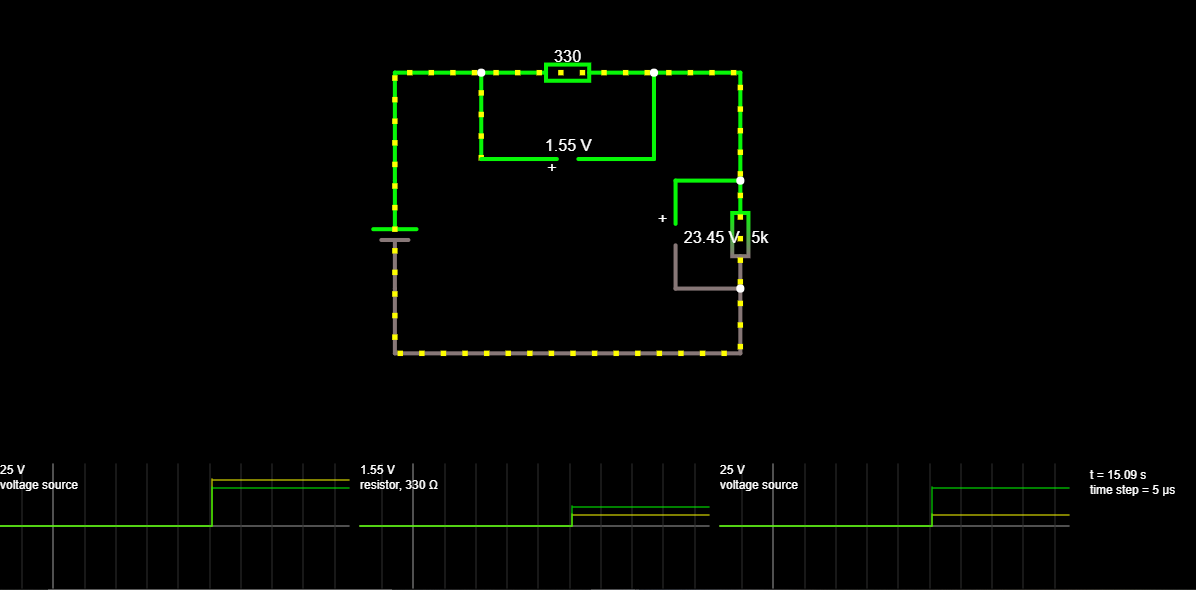 330
1.55 V
+
+
23.45 V
5k
25 V
voltage source
1.55 V
resistor, 330 Ω
25 V
voltage source
t = 15.09 s
time step = 5 µs